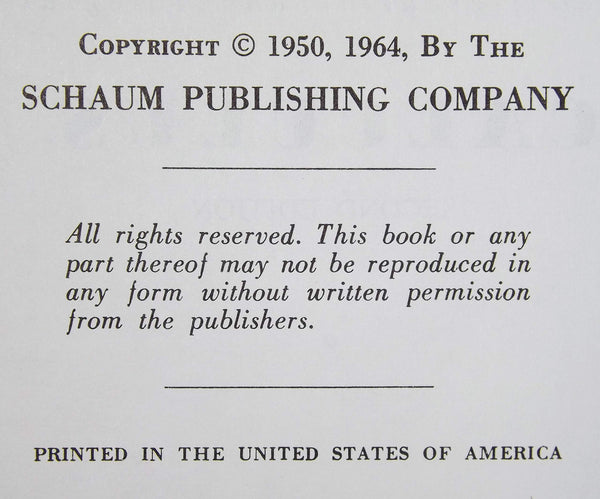 COPYRIGHT © 1950, 1964, BY THE
SCHAUM PUBLISHING COMPANY
All rights reserved. This book or any
part thereof may not be reproduced in
any form without written permission
from the publishers.
PRINTED IN THE UNITED STATES OF AMERICA